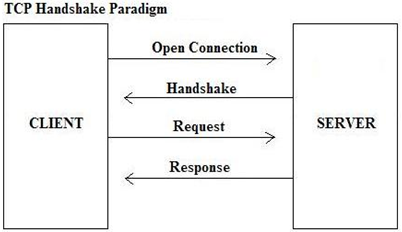 TCP Handshake Paradigm
Open Connection
Handshake
CLIENT
Request
SERVER
Response